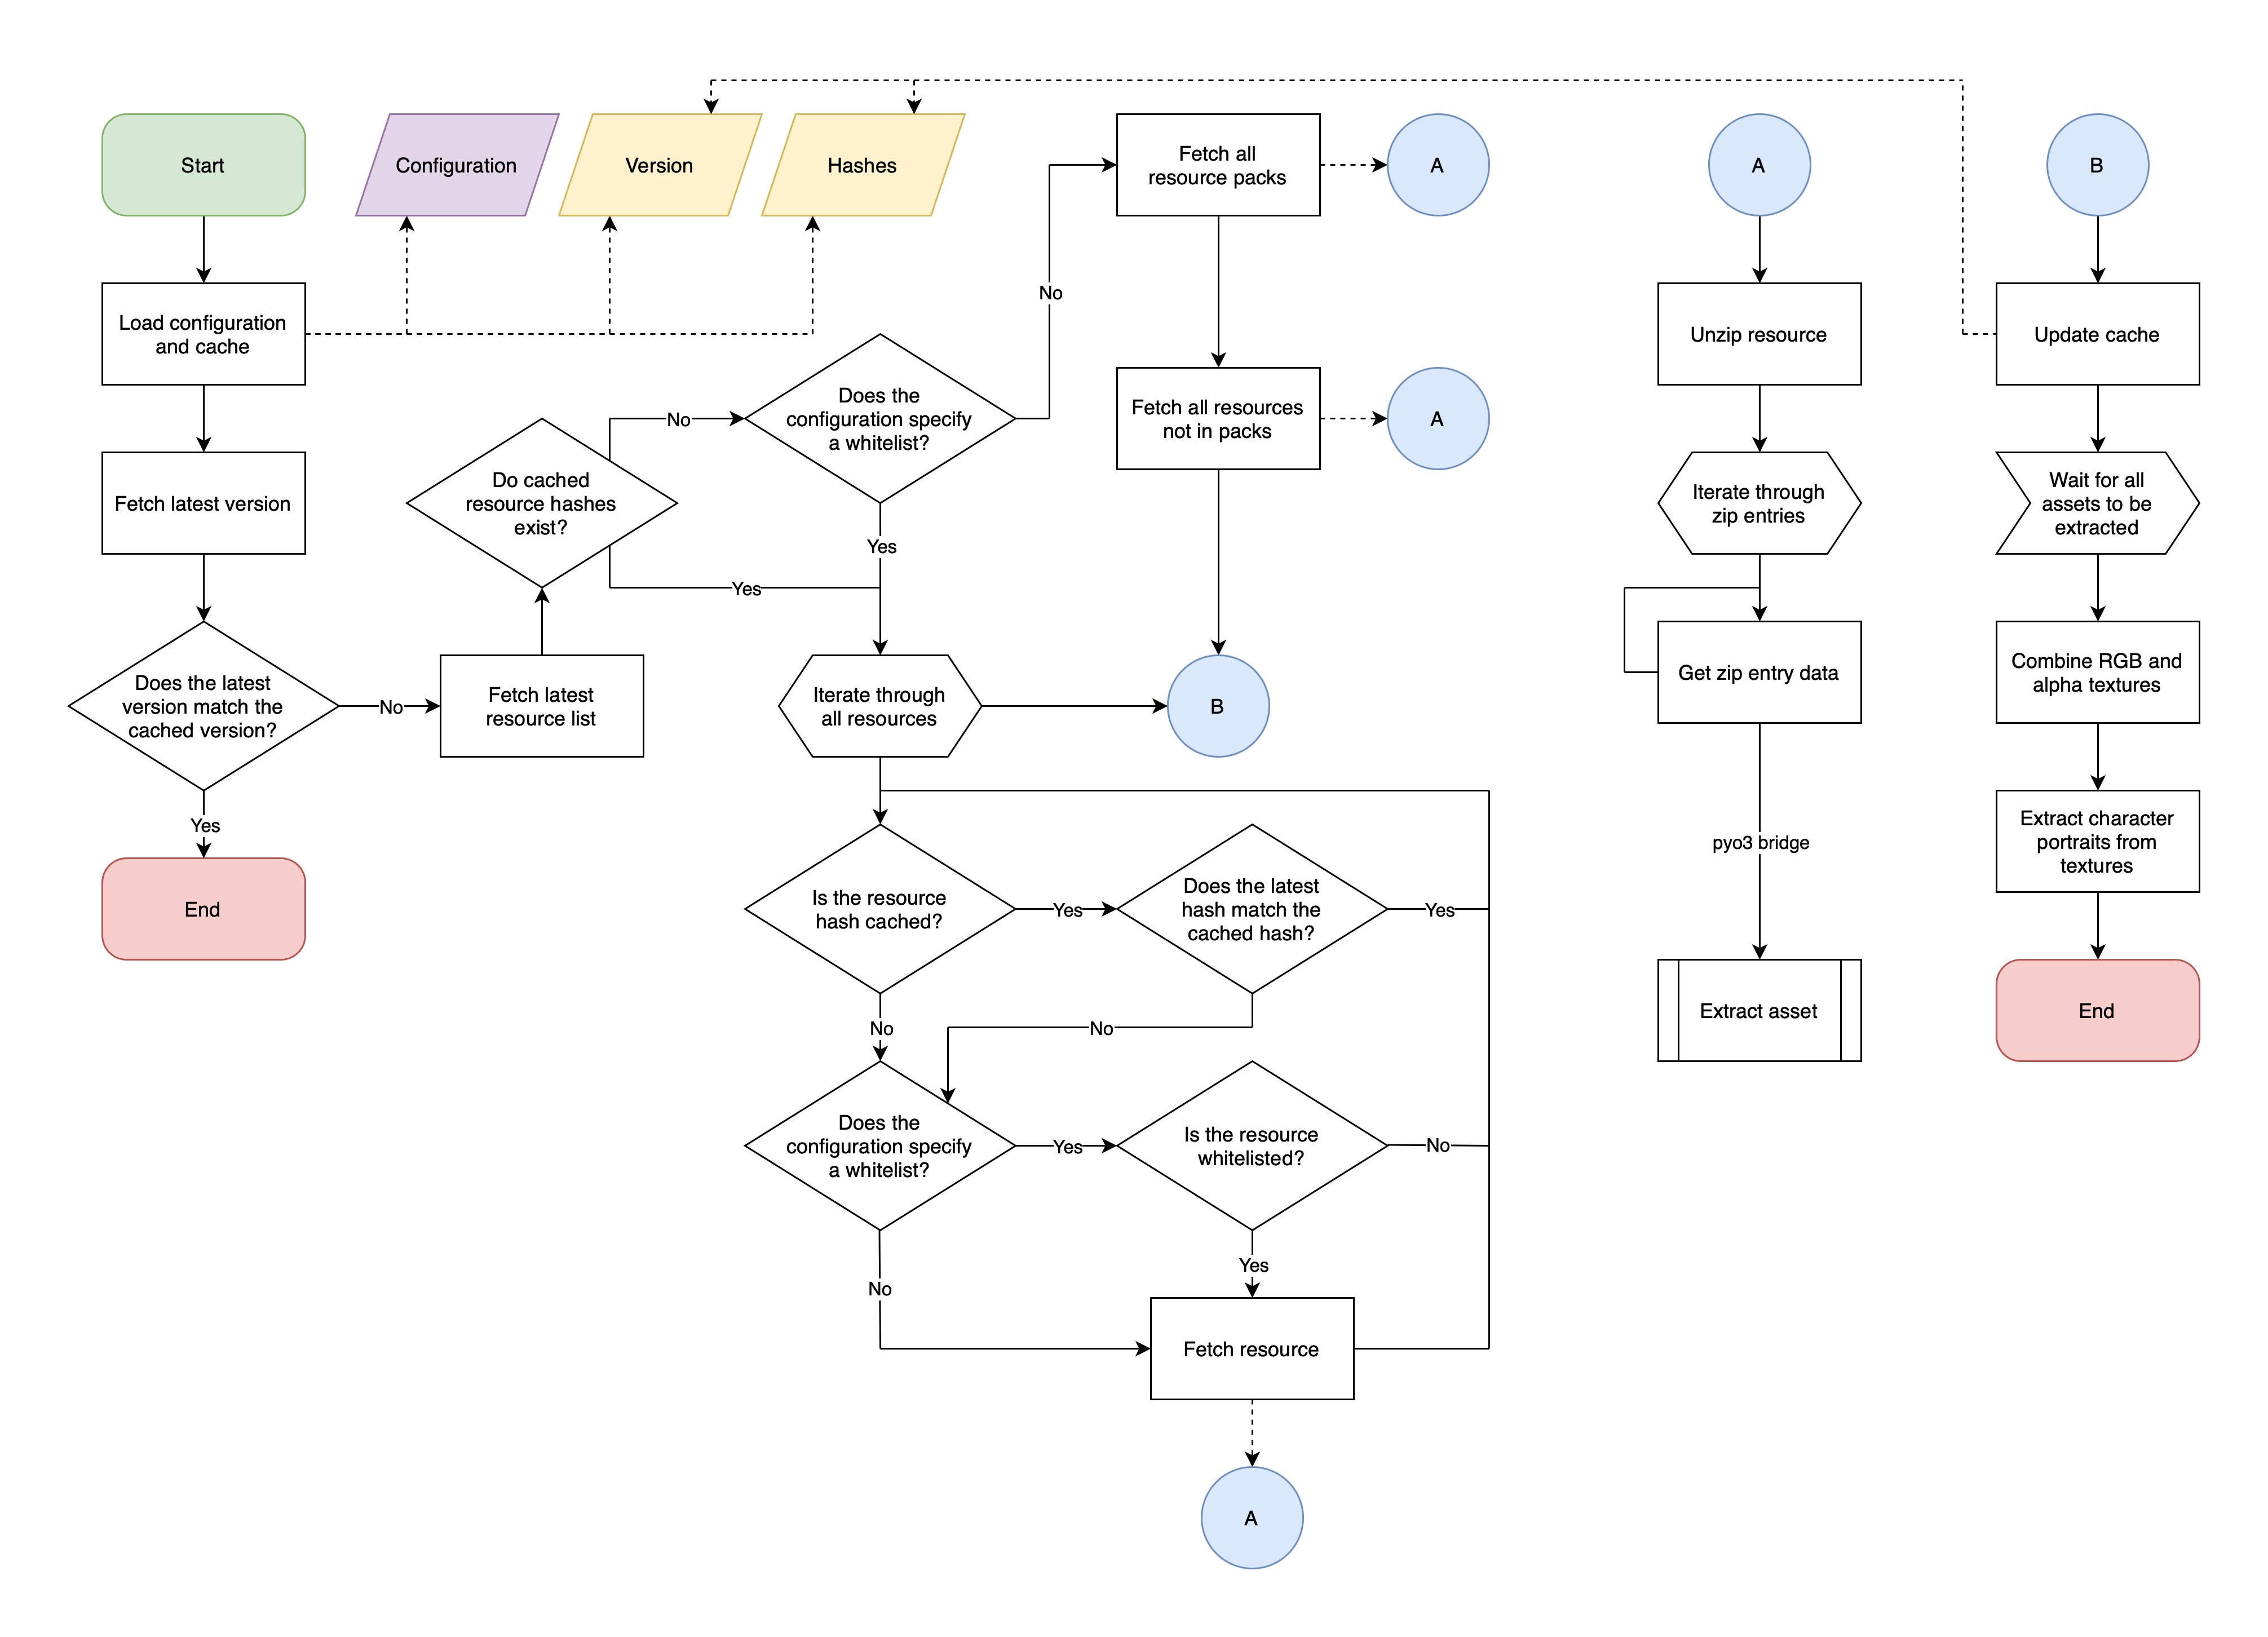 Start
Configuration
Version
Hashes
Fetch all
resource packs
A
A
B
Load configuration
and cache
No
Unzip resource
Update cache
Does the
configuration specify
a whitelist?
No
Fetch all resources
not in packs
A
Fetch latest version
Do cached
resource hashes
exist?
Yes
Yes
Iterate through
zip entries
Wait for all
assets to be
extracted
Does the latest
version match the
cached version?
No
Fetch latest
resource list
Iterate through
all resources
B
Get zip entry data
Combine RGB and
alpha textures
Yes
End
pyo3 bridge
Extract character
portraits from
textures
Is the resource
hash cached?
Yes
Does the latest
hash match the
cached hash?
Yes
No
No
Extract asset
End
Does the
configuration specify
a whitelist?
Yes
Is the resource
whitelisted?
No
No
Yes
Fetch resource
A